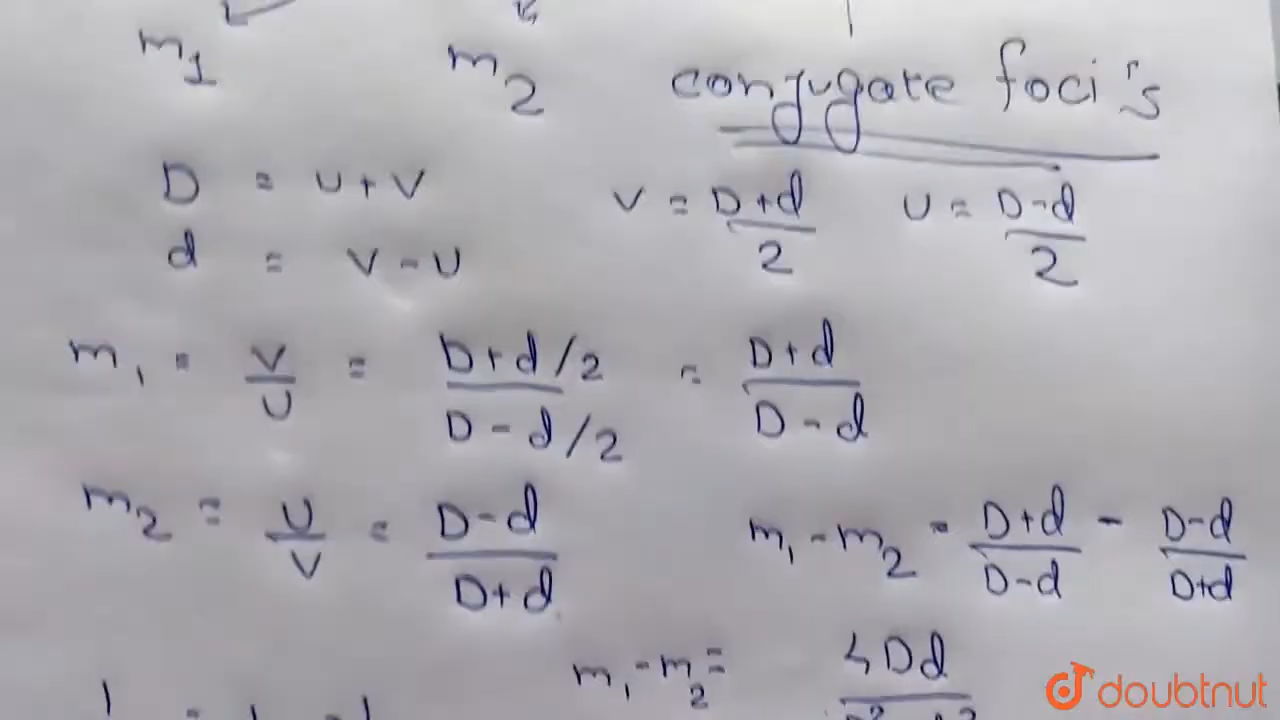 m1 m2 conjugate foci's
D = U + V V = D+d/2 U = D-d/2
d = V - U
m1 = V/U = D+d/2 / D-d/2 = D+d/D-d
m2 = U/V = D-d/D+d
m1 - m2 = D+d/D-d - D-d/D+d
m1 - m2 = 4Dd
doubtnut